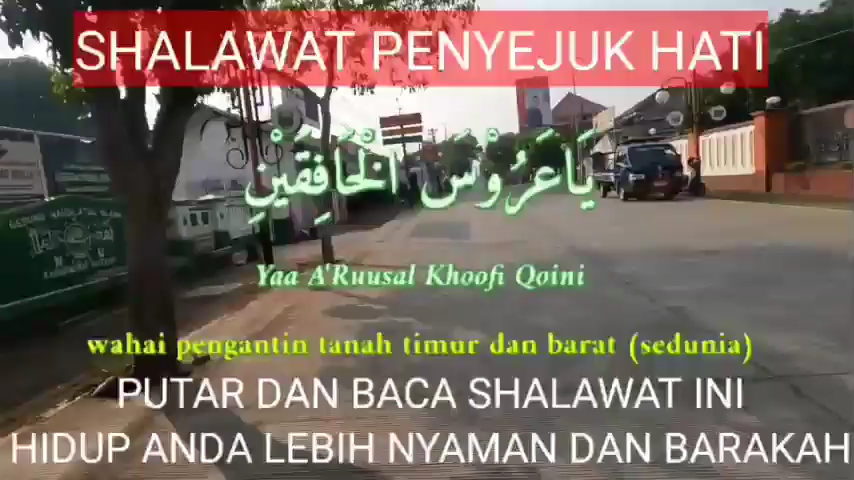 SHALAWAT PENYEJUK HATI
يَاعَرُوْسَ الْخَافِقَيْنِ
Yaa A'Ruusal Khoofi Qoini
wahai pengantin tanah timur dan barat (sedunia)
PUTAR DAN BACA SHALAWAT INI
HIDUP ANDA LEBIH NYAMAN DAN BARAKAH